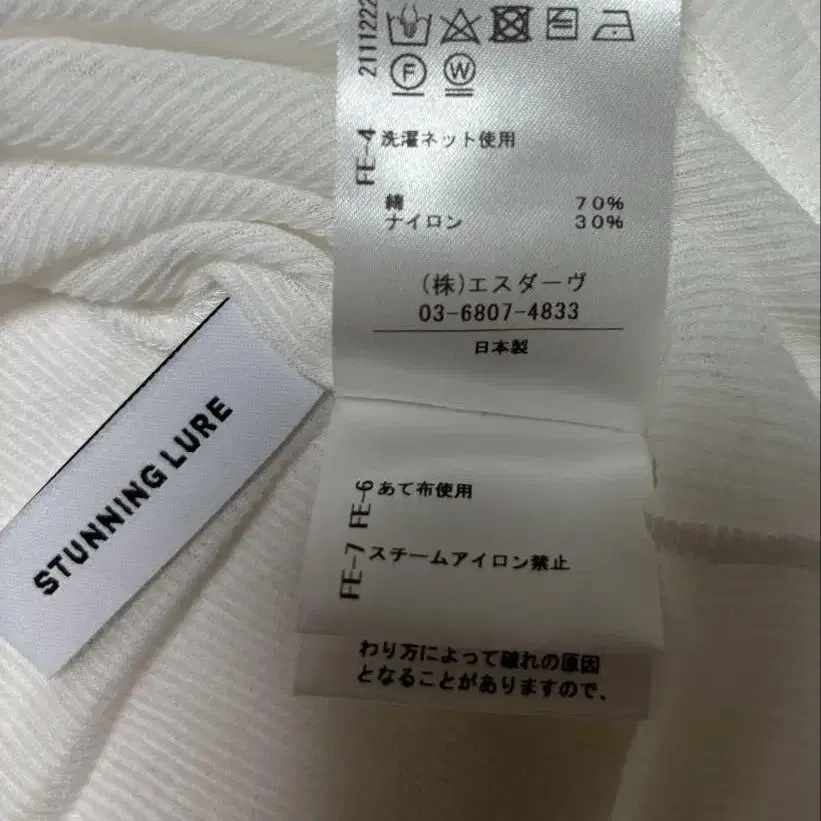 2111222
F W
FE-4 洗濯ネット使用
綿 70%
ナイロン 30%
(株)エスダーヴ
03-6807-4833
日本製
STUNNING LURE
FE-6 あて布使用
FE-7 スチームアイロン禁止
わり方によって破れの原因
となることがありますので、